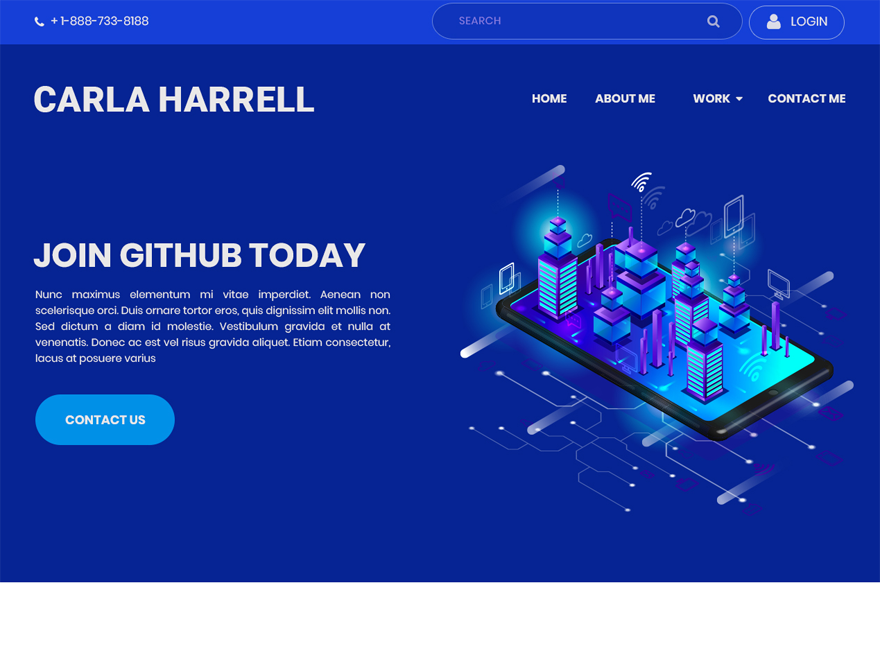 + 1-888-733-8188
SEARCH
LOGIN
CARLA HARRELL
HOME
ABOUT ME
WORK
CONTACT ME
JOIN GITHUB TODAY
Nunc maximus elementum mi vitae imperdiet. Aenean non
scelerisque orci. Duis ornare tortor eros, quis dignissim elit mollis non.
Sed dictum a diam id molestie. Vestibulum gravida et nulla at
venenatis. Donec ac est vel risus gravida aliquet. Etiam consectetur,
lacus at posuere varius
CONTACT US